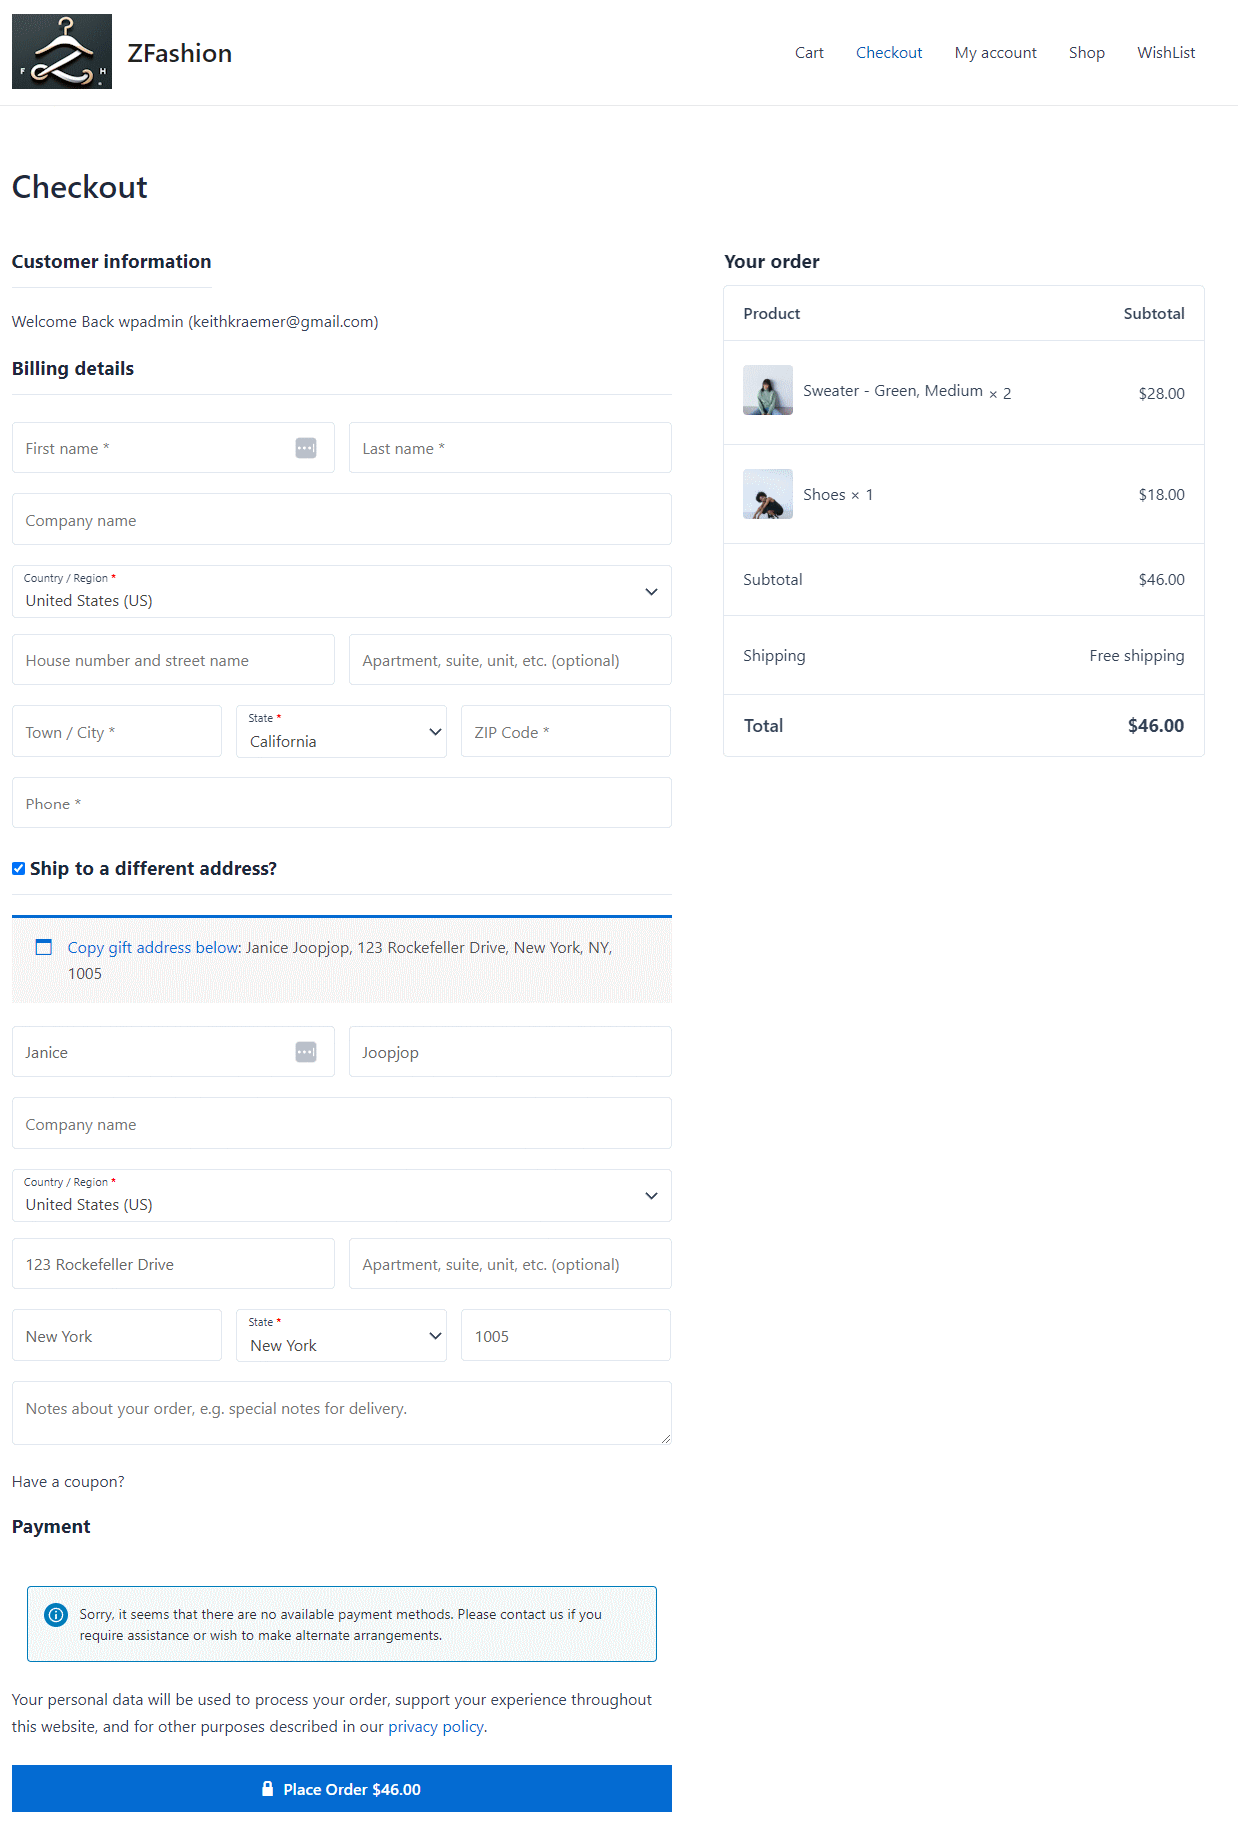 F H
ZFashion
Cart Checkout My account Shop WishList
Checkout
Customer information
Welcome Back wpadmin (keithkraemer@gmail.com)
Billing details
First name *
Last name *
Company name
Country / Region *
United States (US)
House number and street name
Apartment, suite, unit, etc. (optional)
Town / City *
State *
California
ZIP Code *
Phone *
Ship to a different address?
Copy gift address below: Janice Joopjop, 123 Rockefeller Drive, New York, NY,
1005
Janice
Joopjop
Company name
Country / Region *
United States (US)
123 Rockefeller Drive
Apartment, suite, unit, etc. (optional)
New York
State *
New York
1005
Notes about your order, e.g. special notes for delivery.
Have a coupon?
Payment
Sorry, it seems that there are no available payment methods. Please contact us if you
require assistance or wish to make alternate arrangements.
Your personal data will be used to process your order, support your experience throughout
this website, and for other purposes described in our privacy policy.
Place Order $46.00
Your order
Product Subtotal
Sweater - Green, Medium × 2 $28.00
Shoes × 1 $18.00
Subtotal $46.00
Shipping Free shipping
Total $46.00